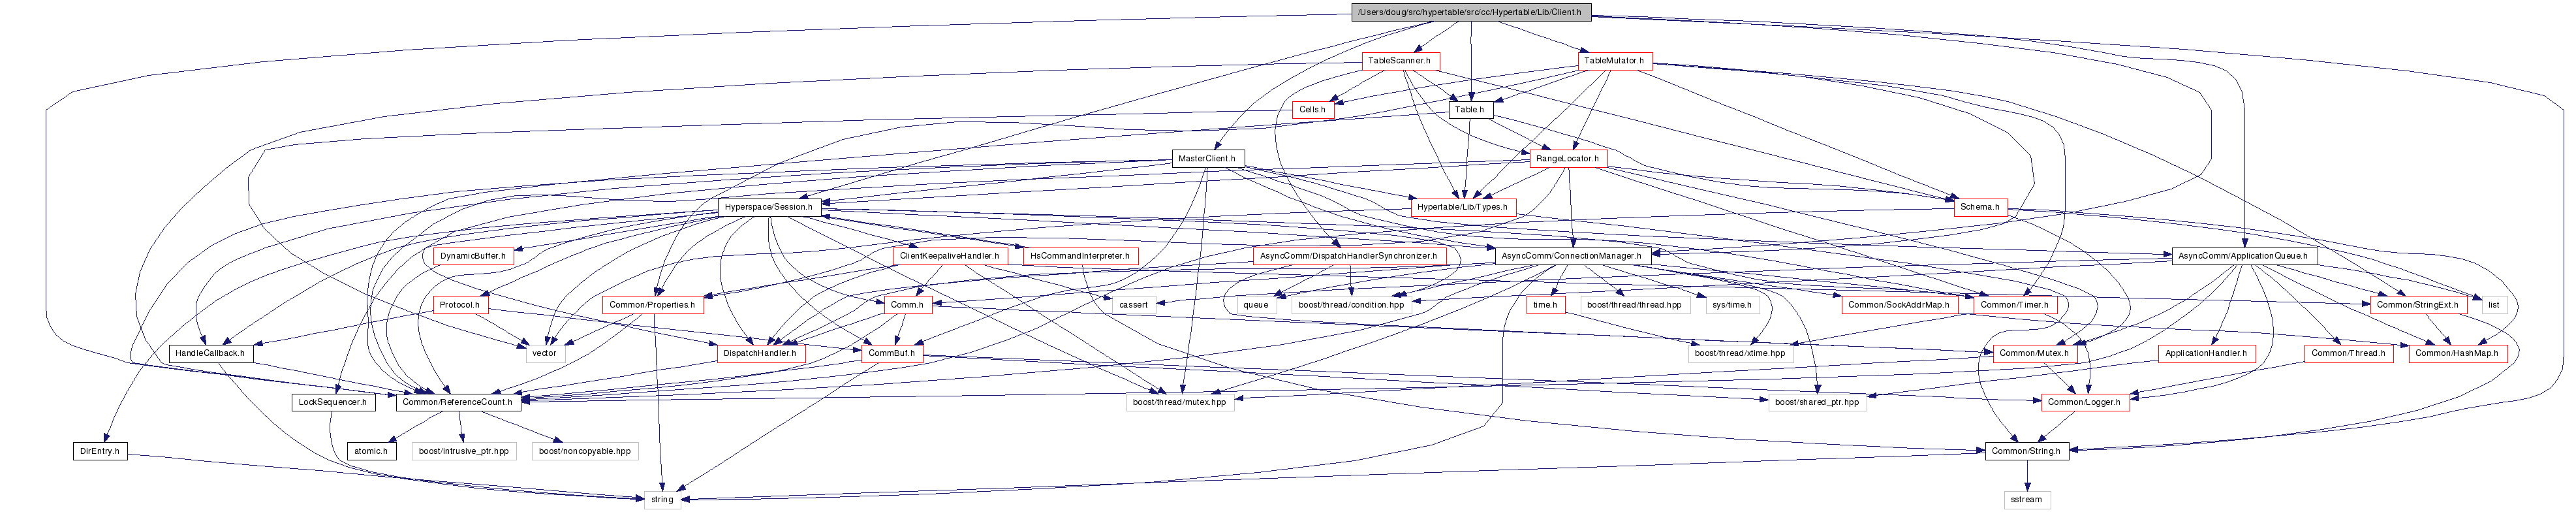 /Users/doug/src/hypertable/src/cc/Hypertable/Lib/Client.h
TableScanner.h
TableMutator.h
Cells.h
Table.h
MasterClient.h
RangeLocator.h
Hyperspace/Session.h
Hypertable/Lib/Types.h
Schema.h
DynamicBuffer.h
ClientKeepaliveHandler.h
HsCommandInterpreter.h
AsyncComm/DispatchHandlerSynchronizer.h
AsyncComm/ConnectionManager.h
AsyncComm/ApplicationQueue.h
Protocol.h
Common/Properties.h
Comm.h
cassert
queue
boost/thread/condition.hpp
time.h
boost/thread/thread.hpp
sys/time.h
Common/SockAddrMap.h
Common/Timer.h
Common/StringExt.h
list
HandleCallback.h
vector
DispatchHandler.h
CommBuf.h
boost/thread/xtime.hpp
Common/Mutex.h
ApplicationHandler.h
Common/Thread.h
Common/HashMap.h
LockSequencer.h
Common/ReferenceCount.h
boost/thread/mutex.hpp
boost/shared_ptr.hpp
Common/Logger.h
DirEntry.h
atomic.h
boost/intrusive_ptr.hpp
boost/noncopyable.hpp
Common/String.h
string
sstream